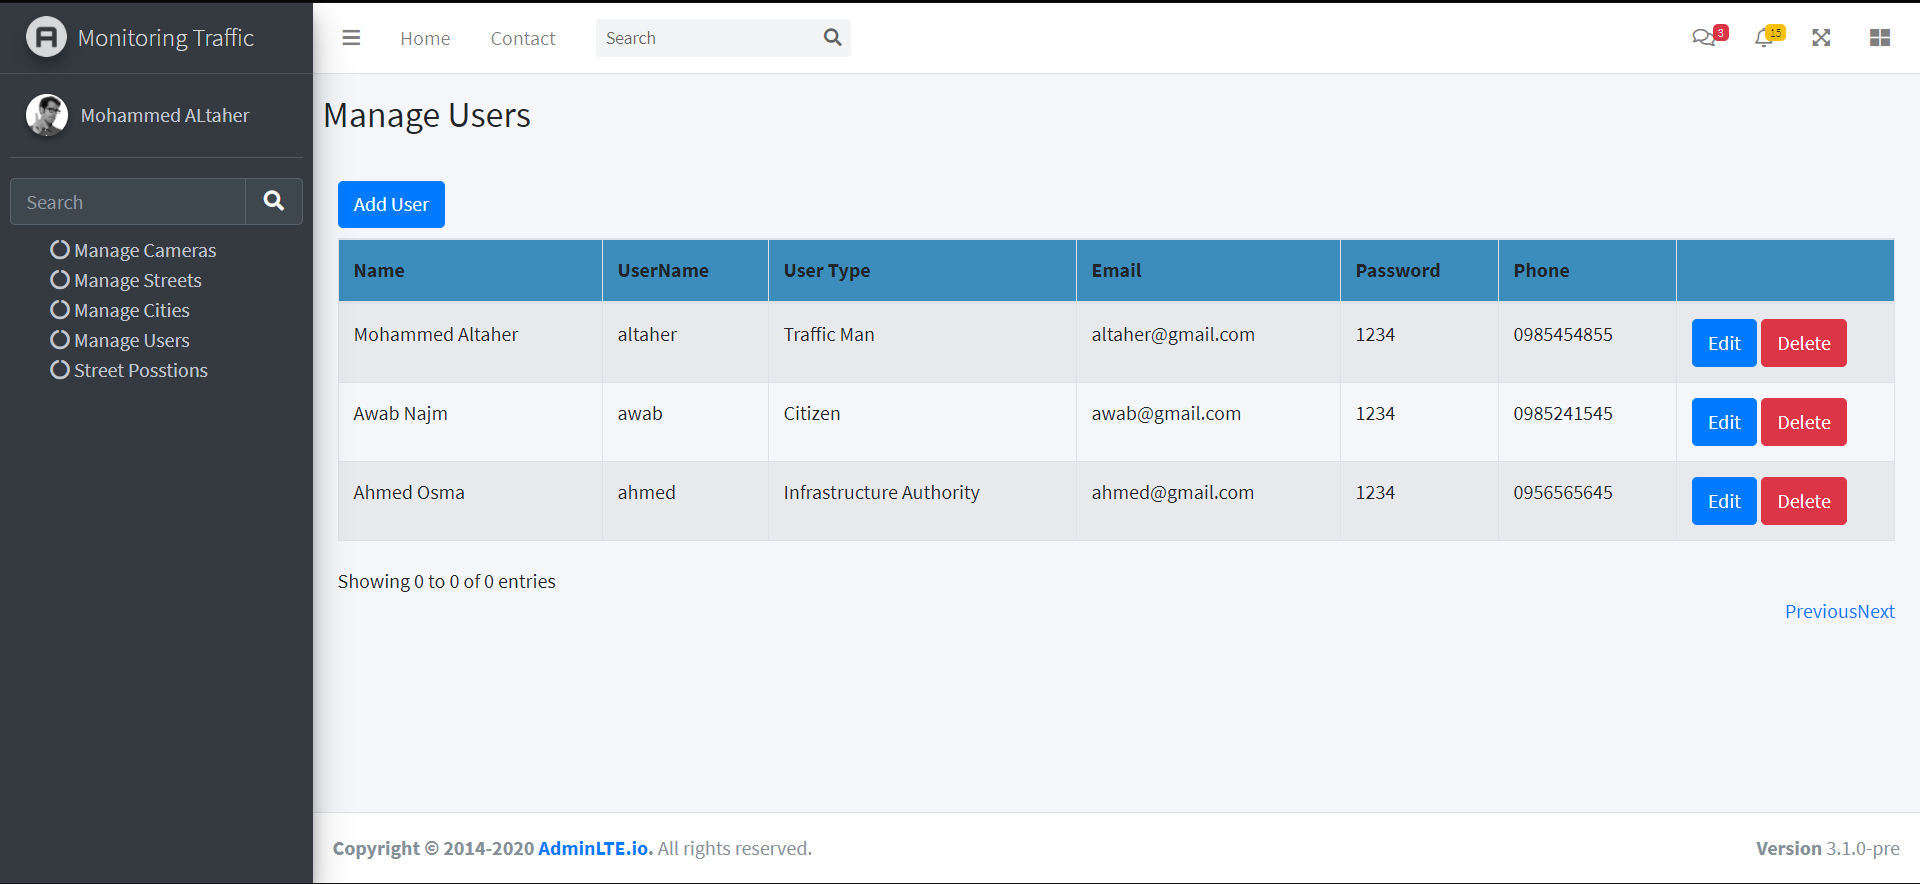 Monitoring Traffic
Home Contact Search 3 15
Mohammed ALtaher
Search
Manage Cameras
Manage Streets
Manage Cities
Manage Users
Street Posstions
Manage Users
Add User
Name UserName User Type Email Password Phone
Mohammed Altaher altaher Traffic Man altaher@gmail.com 1234 0985454855 Edit Delete
Awab Najm awab Citizen awab@gmail.com 1234 0985241545 Edit Delete
Ahmed Osma ahmed Infrastructure Authority ahmed@gmail.com 1234 0956565645 Edit Delete
Showing 0 to 0 of 0 entries
PreviousNext
Copyright © 2014-2020 AdminLTE.io. All rights reserved. Version 3.1.0-pre